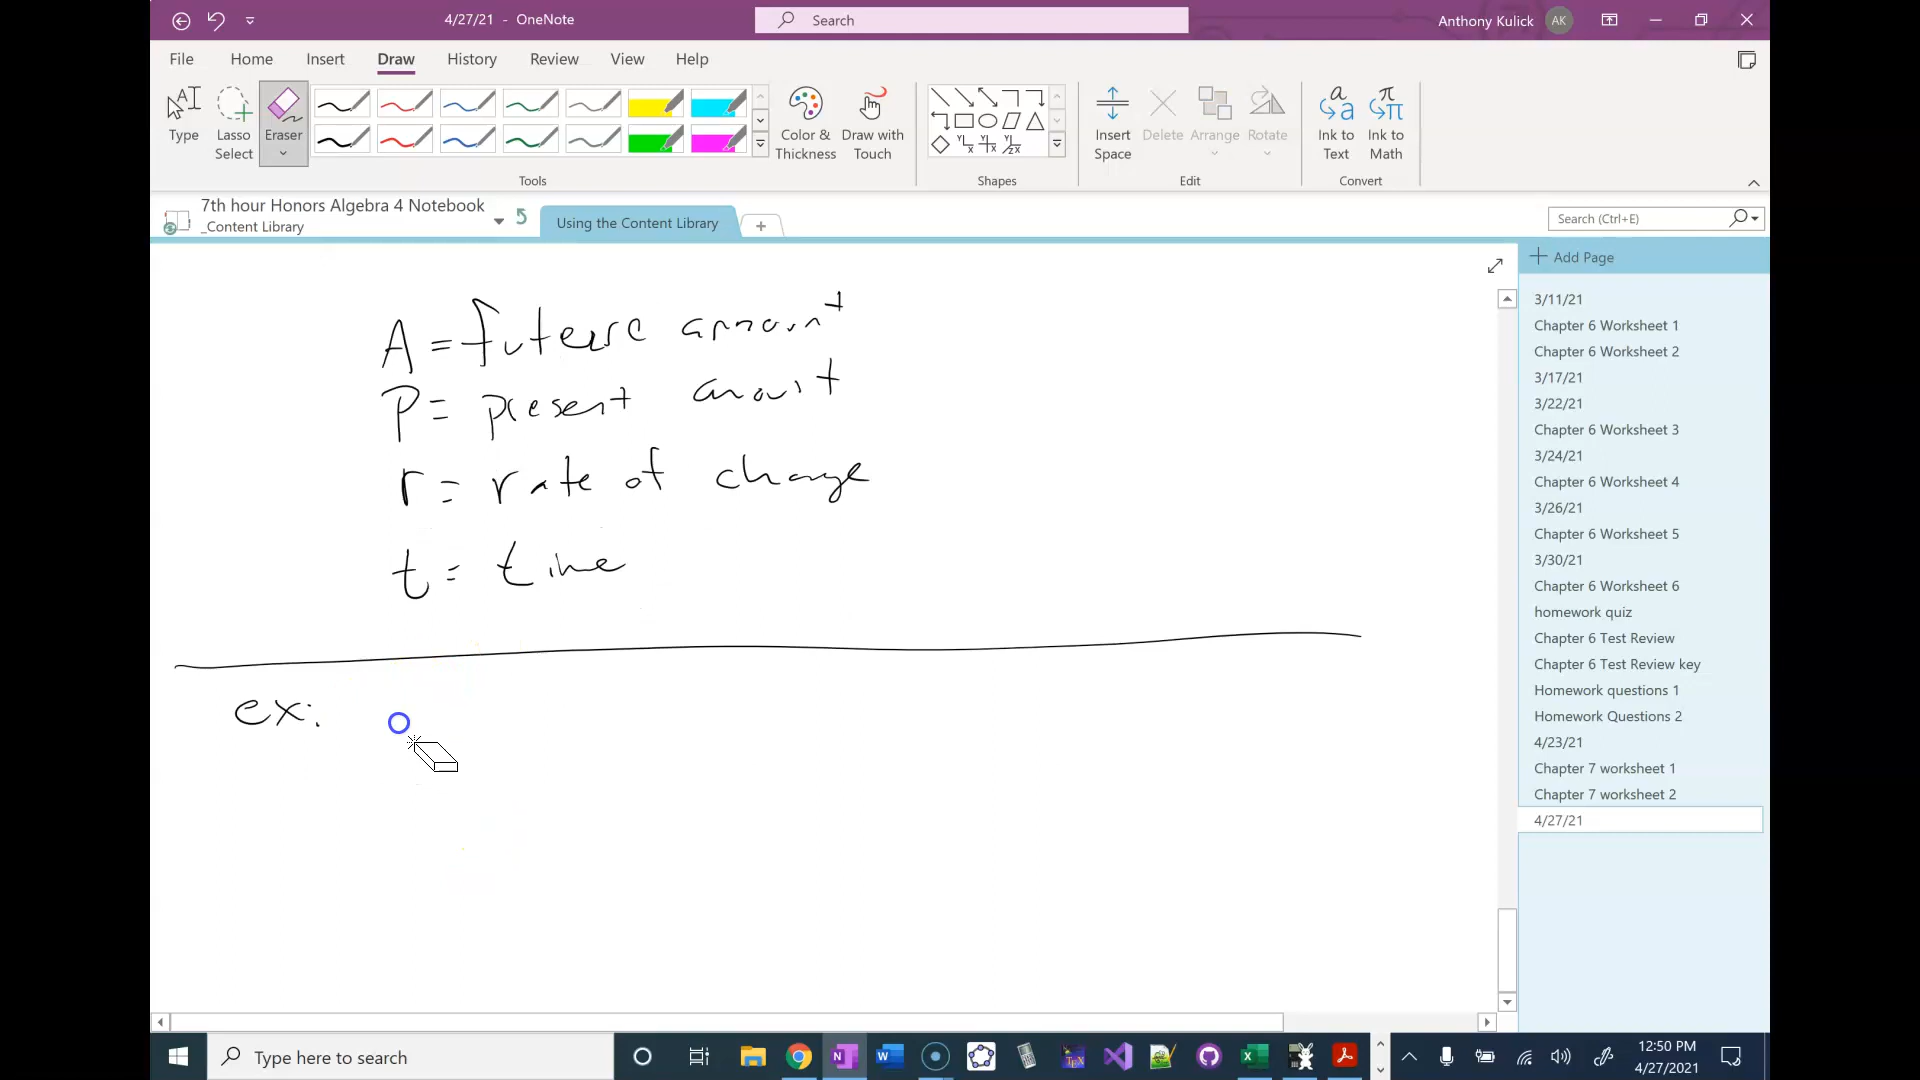 4/27/21 - OneNote
Search
Anthony Kulick
AK
File
Home
Insert
Draw
History
Review
View
Help
Type
Lasso Select
Eraser
Color & Thickness
Draw with Touch
Insert Space
Delete
Arrange
Rotate
Ink to Text
Ink to Math
Tools
Shapes
Edit
Convert
7th hour Honors Algebra 4 Notebook
_Content Library
Using the Content Library
Search (Ctrl+E)
Add Page
3/11/21
Chapter 6 Worksheet 1
Chapter 6 Worksheet 2
3/17/21
3/22/21
Chapter 6 Worksheet 3
3/24/21
Chapter 6 Worksheet 4
3/26/21
Chapter 6 Worksheet 5
3/30/21
Chapter 6 Worksheet 6
homework quiz
Chapter 6 Test Review
Chapter 6 Test Review key
Homework questions 1
Homework Questions 2
4/23/21
Chapter 7 worksheet 1
Chapter 7 worksheet 2
4/27/21
A = future amount
P = present amount
r = rate of change
t = time
ex:
Type here to search
12:50 PM
4/27/2021